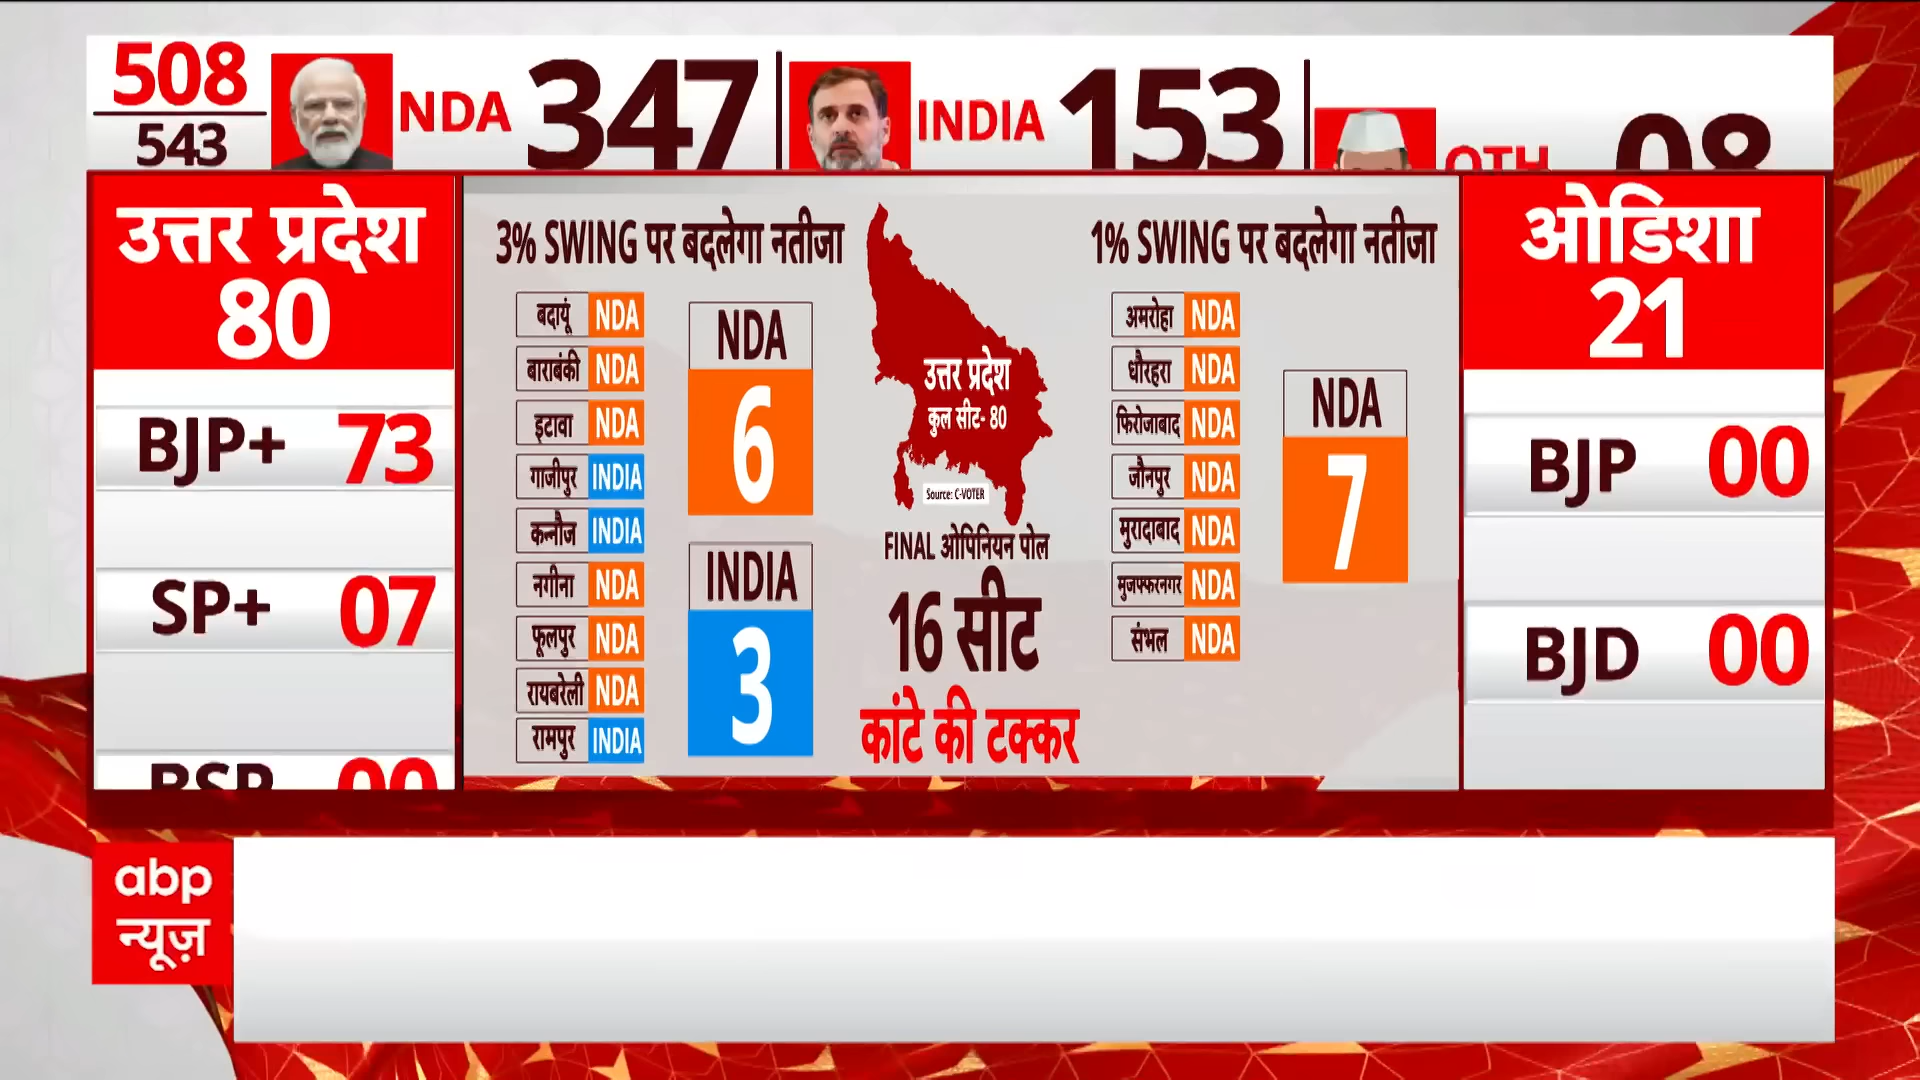 508
543
NDA 347
INDIA 153
OTH 08
उत्तर प्रदेश
80
BJP+ 73
SP+ 07
BSP 00
3% SWING पर बदलेगा नतीजा
बदायूं NDA
बाराबंकी NDA
इटावा NDA
गाजीपुर INDIA
कन्नौज INDIA
नगीना NDA
फूलपुर NDA
रायबरेली NDA
रामपुर INDIA
NDA
6
INDIA
3
उत्तर प्रदेश
कुल सीट- 80
Source: C-VOTER
FINAL ओपिनियन पोल
16 सीट
कांटे की टक्कर
1% SWING पर बदलेगा नतीजा
अमरोहा NDA
धौरहरा NDA
फिरोजाबाद NDA
जौनपुर NDA
मुरादाबाद NDA
मुजफ्फरनगर NDA
संभल NDA
NDA
7
ओडिशा
21
BJP 00
BJD 00
abp
न्यूज़